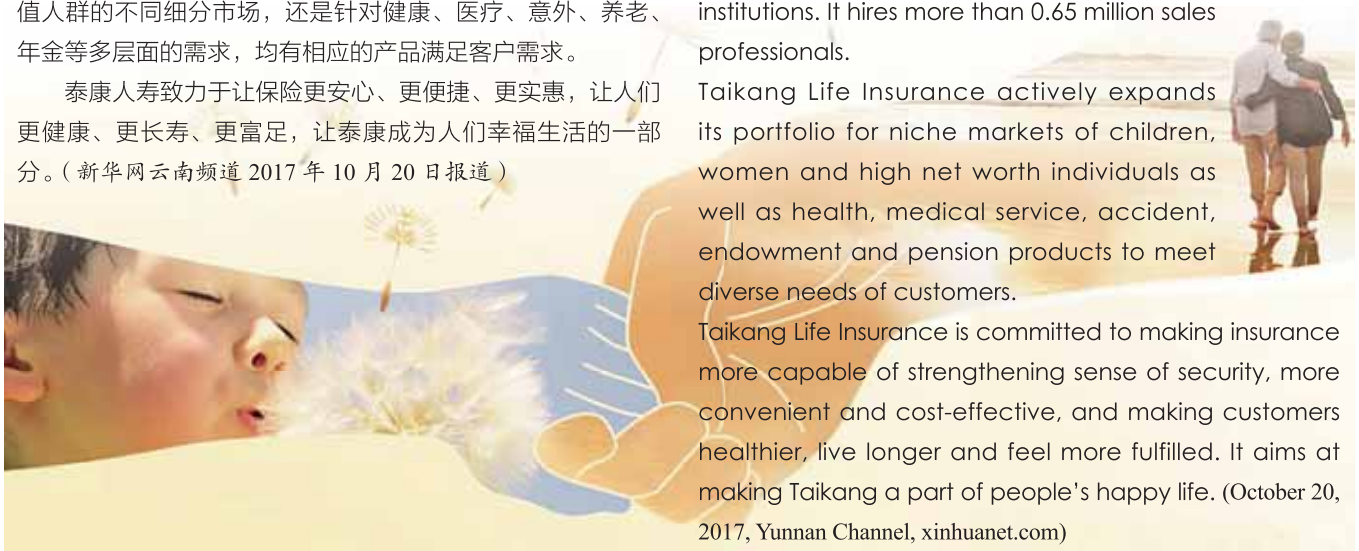 值人群的不同细分市场，还是针对健康、医疗、意外、养老、
年金等多层面的需求，均有相应的产品满足客户需求。
泰康人寿致力于让保险更安心、更便捷、更实惠，让人们
更健康、更长寿、更富足，让泰康成为人们幸福生活的一部
分。（新华网云南频道 2017 年 10 月 20 日报道）
institutions. It hires more than 0.65 million sales
professionals.
Taikang Life Insurance actively expands
its portfolio for niche markets of children,
women and high net worth individuals as
well as health, medical service, accident,
endowment and pension products to meet
diverse needs of customers.
Taikang Life Insurance is committed to making insurance
more capable of strengthening sense of security, more
convenient and cost-effective, and making customers
healthier, live longer and feel more fulfilled. It aims at
making Taikang a part of people's happy life. (October 20,
2017, Yunnan Channel, xinhuanet.com)